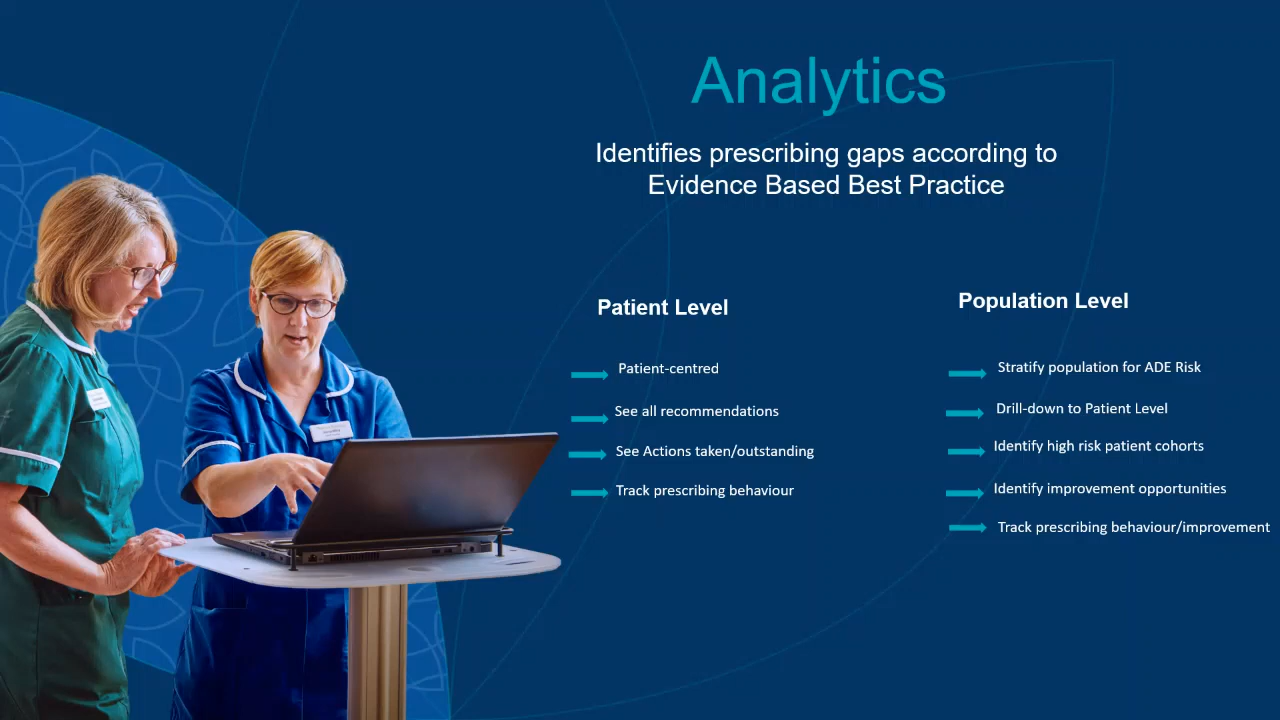 Analytics
Identifies prescribing gaps according to
Evidence Based Best Practice
Patient Level
Patient-centred
See all recommendations
See Actions taken/outstanding
Track prescribing behaviour
Population Level
Stratify population for ADE Risk
Drill-down to Patient Level
Identify high risk patient cohorts
Identify improvement opportunities
Track prescribing behaviour/improvement